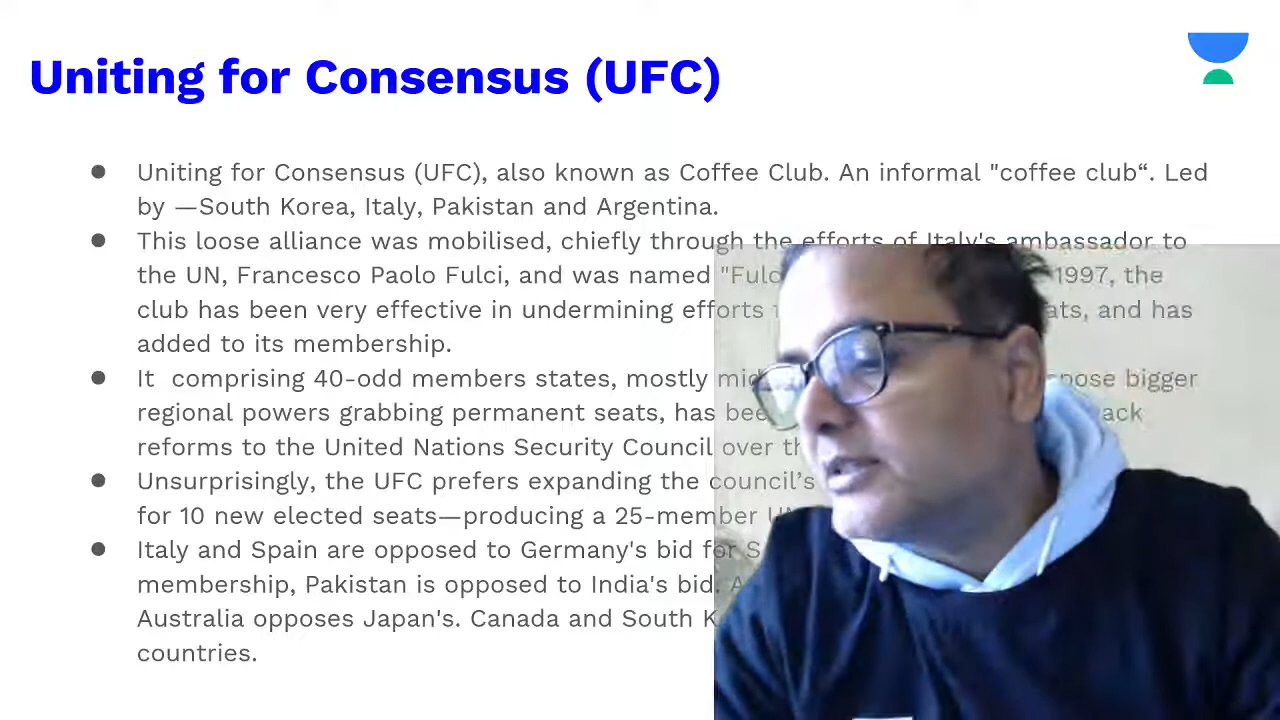 Uniting for Consensus (UFC)
● Uniting for Consensus (UFC), also known as Coffee Club. An informal "coffee club“. Led
by —South Korea, Italy, Pakistan and Argentina.
● This loose alliance was mobilised, chiefly through the efforts of Italy's ambassador to
the UN, Francesco Paolo Fulci, and was named 1997, the
club has been very effective in undermining efforts and has
added to its membership.
● It comprising 40-odd members states, mostly bigger
regional powers grabbing permanent seats, has
reforms to the United Nations Security Council over
● Unsurprisingly, the UFC prefers expanding the council’s
for 10 new elected seats—producing a 25-member
● Italy and Spain are opposed to Germany's bid for
membership, Pakistan is opposed to India's bid.
Australia opposes Japan's. Canada and South
countries.